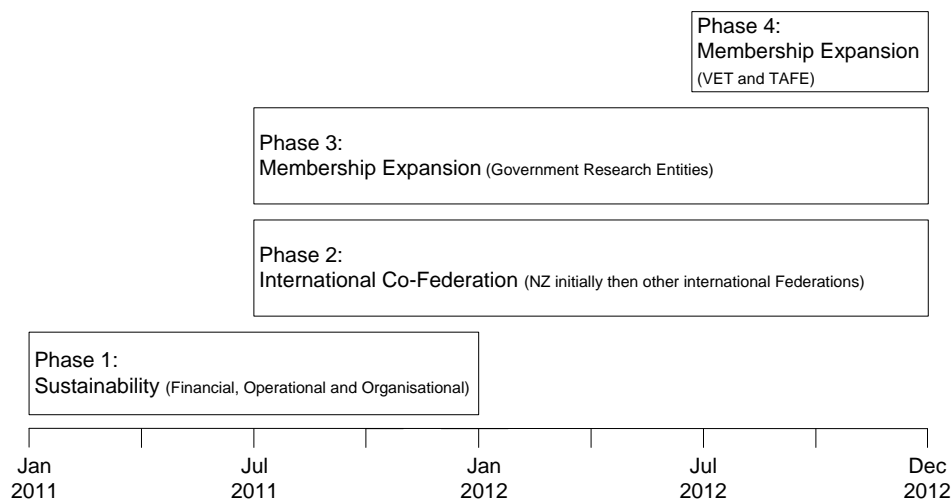 Phase 4:
Membership Expansion
(VET and TAFE)
Phase 3:
Membership Expansion (Government Research Entities)
Phase 2:
International Co-Federation (NZ initially then other international Federations)
Phase 1:
Sustainability (Financial, Operational and Organisational)
Jan
2011
Jul
2011
Jan
2012
Jul
2012
Dec
2012